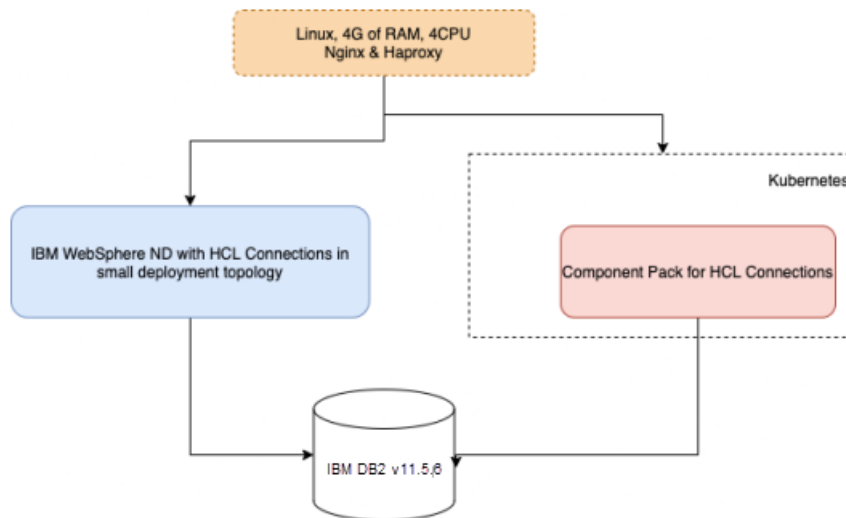 Linux, 4G of RAM, 4CPU
Nginx & Haproxy
Kubernetes
IBM WebSphere ND with HCL Connections in
small deployment topology
Component Pack for HCL Connections
IBM DB2 v11.5,6